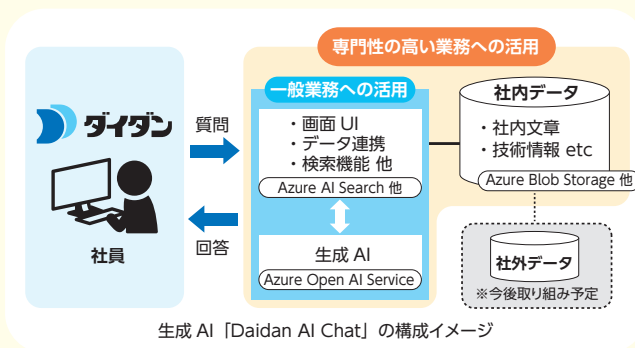 専門性の高い業務への活用
一般業務への活用
社内データ
ダイダン
質問
・画面 UI
・データ連携
・検索機能 他
Azure AI Search 他
・社内文章
・技術情報 etc
Azure Blob Storage 他
社員
回答
生成 AI
Azure Open AI Service
社外データ
※今後取り組み予定
生成 AI「Daidan AI Chat」の構成イメージ